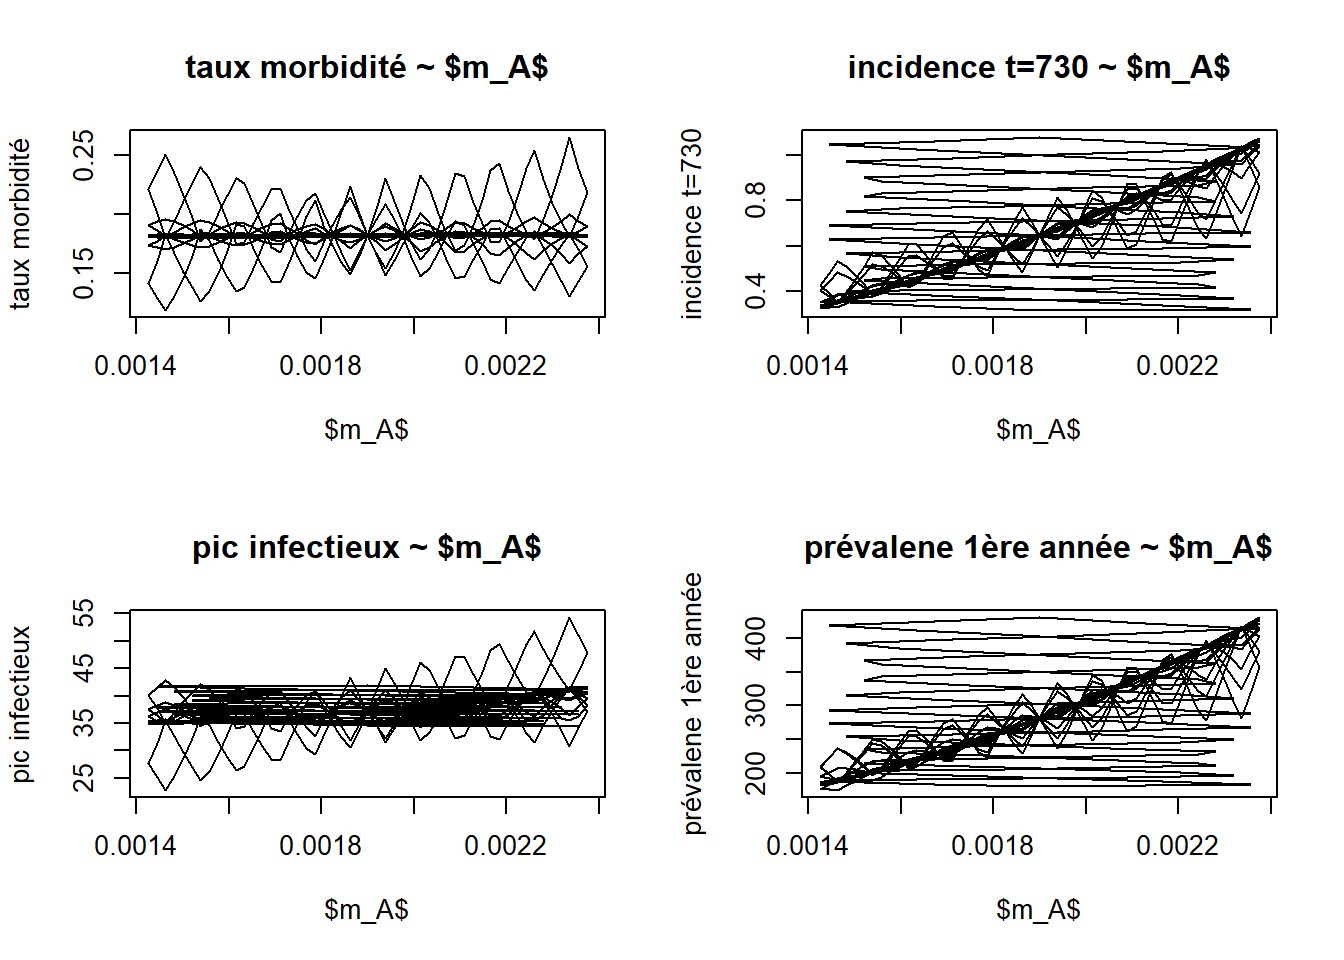 taux morbidité ~ $m_A$
taux morbidité
0.25
0.15
0.0014
0.0018
0.0022
$m_A$
incidence t=730 ~ $m_A$
incidence t=730
0.8
0.4
0.0014
0.0018
0.0022
$m_A$
pic infectieux ~ $m_A$
pic infectieux
55
45
35
25
0.0014
0.0018
0.0022
$m_A$
prévalene 1ère année ~ $m_A$
prévalene 1ère année
400
300
200
0.0014
0.0018
0.0022
$m_A$